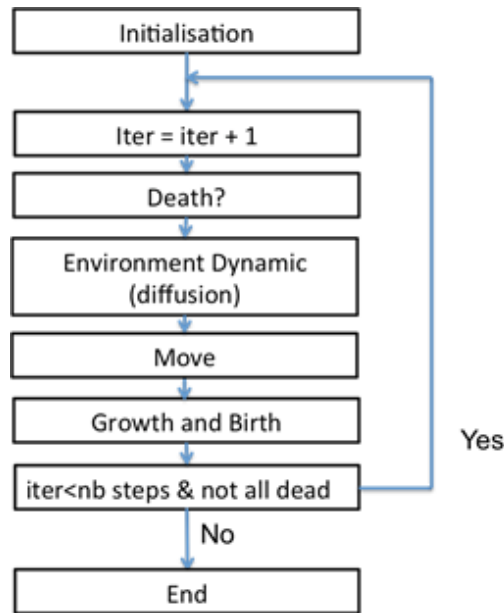 Initialisation
Iter = iter + 1
Death?
Environment Dynamic
(diffusion)
Move
Growth and Birth
Yes
iter<nb steps & not all dead
No
End